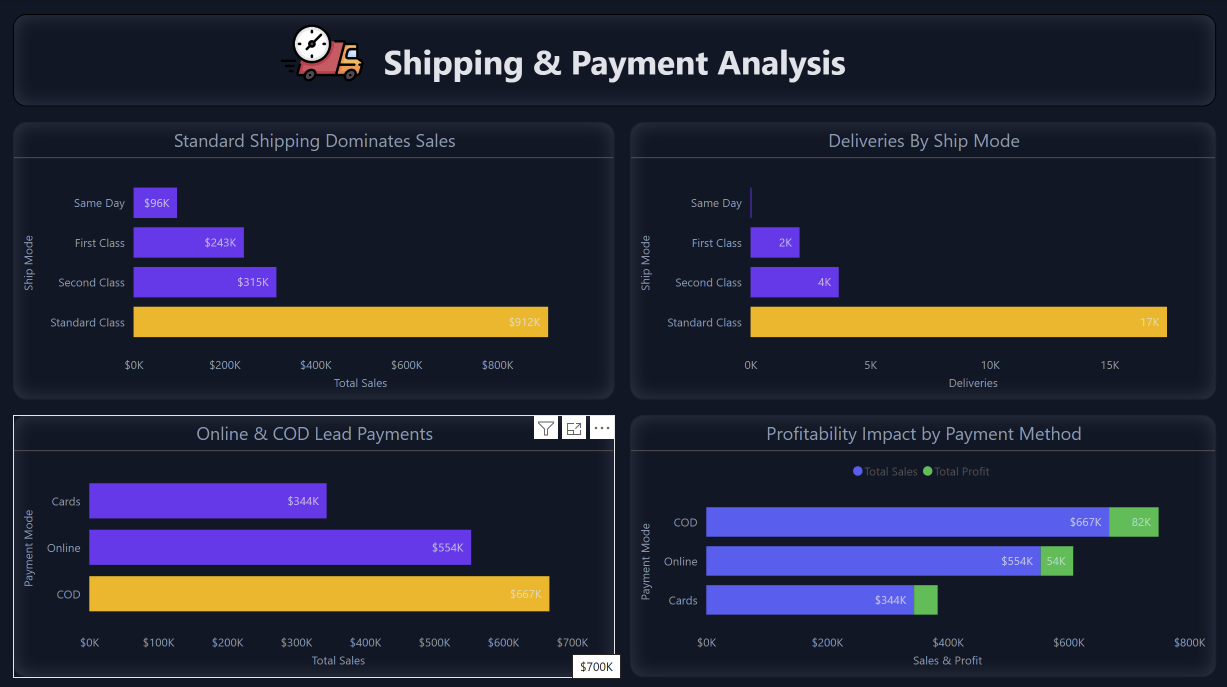 Shipping & Payment Analysis
Standard Shipping Dominates Sales
Ship Mode
Same Day $96K
First Class $243K
Second Class $315K
Standard Class $912K
$0K $200K $400K $600K $800K
Total Sales
Deliveries By Ship Mode
Ship Mode
Same Day
First Class 2K
Second Class 4K
Standard Class 17K
0K 5K 10K 15K
Deliveries
Online & COD Lead Payments
Payment Mode
Cards $344K
Online $554K
COD $667K
$0K $100K $200K $300K $400K $500K $600K $700K
Total Sales
$700K
Profitability Impact by Payment Method
Total Sales Total Profit
Payment Mode
COD $667K 82K
Online $554K 54K
Cards $344K
$0K $200K $400K $600K $800K
Sales & Profit